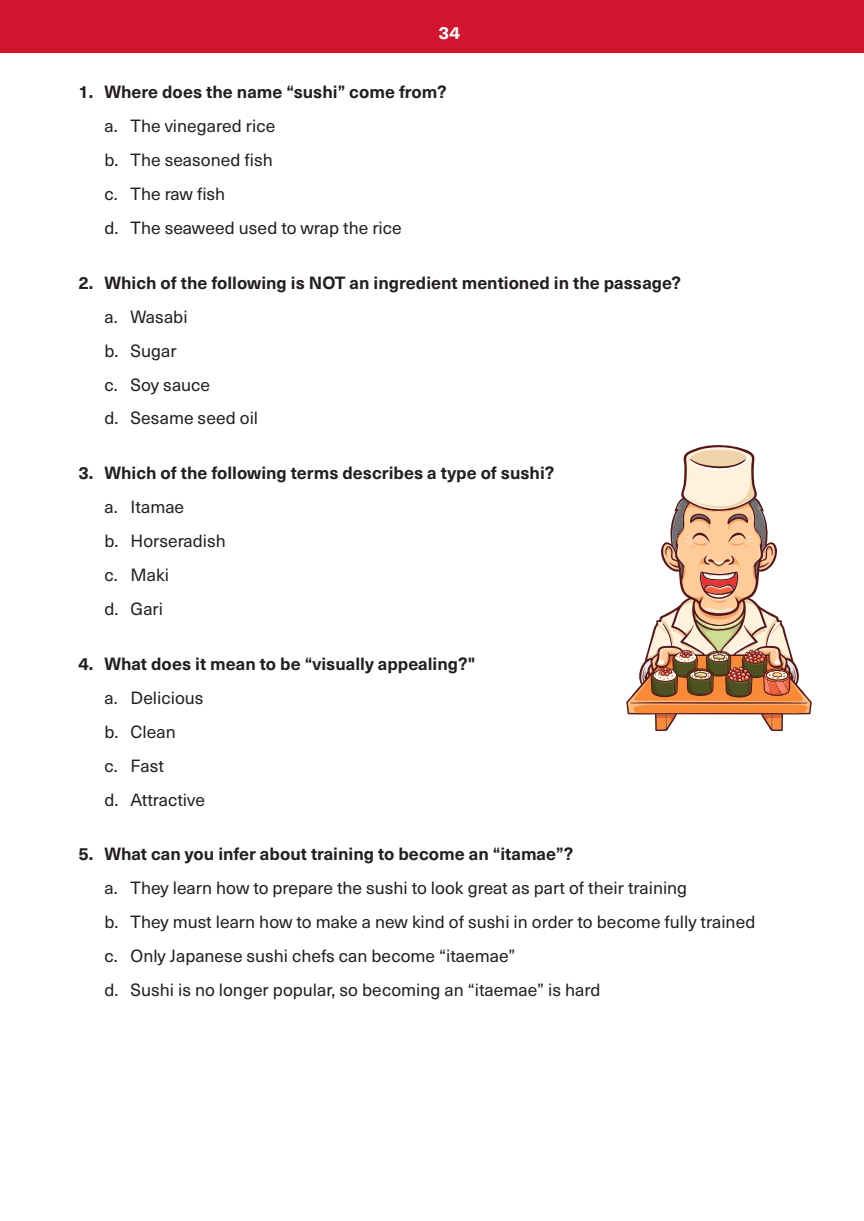 34
1. Where does the name “sushi” come from?
a. The vinegared rice
b. The seasoned fish
c. The raw fish
d. The seaweed used to wrap the rice
2. Which of the following is NOT an ingredient mentioned in the passage?
a. Wasabi
b. Sugar
c. Soy sauce
d. Sesame seed oil
3. Which of the following terms describes a type of sushi?
a. Itamae
b. Horseradish
c. Maki
d. Gari
4. What does it mean to be “visually appealing?"
a. Delicious
b. Clean
c. Fast
d. Attractive
5. What can you infer about training to become an “itamae”?
a. They learn how to prepare the sushi to look great as part of their training
b. They must learn how to make a new kind of sushi in order to become fully trained
c. Only Japanese sushi chefs can become “itaemae”
d. Sushi is no longer popular, so becoming an “itaemae” is hard